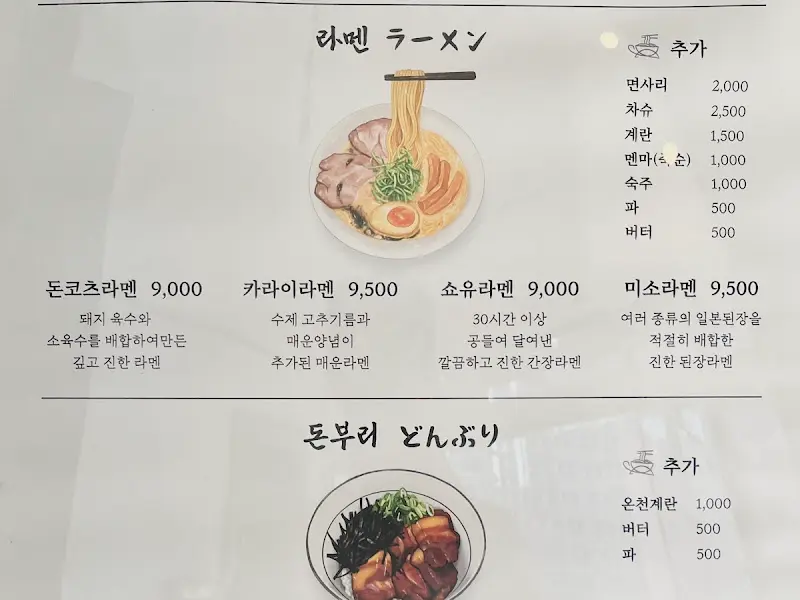 라멘 ラーメン
추가
면사리 2,000
차슈 2,500
계란 1,500
멘마( 순) 1,000
숙주 1,000
파 500
버터 500
돈코츠라멘 9,000
돼지 육수와
소육수를 배합하여만든
깊고 진한 라멘
카라이라멘 9,500
수제 고추기름과
매운양념이
추가된 매운라멘
쇼유라멘 9,000
30시간 이상
공들여 달여낸
깔끔하고 진한 간장라멘
미소라멘 9,500
여러 종류의 일본된장을
적절히 배합한
진한 된장라멘
돈부리 どんぶり
추가
온천계란 1,000
버터 500
파 500